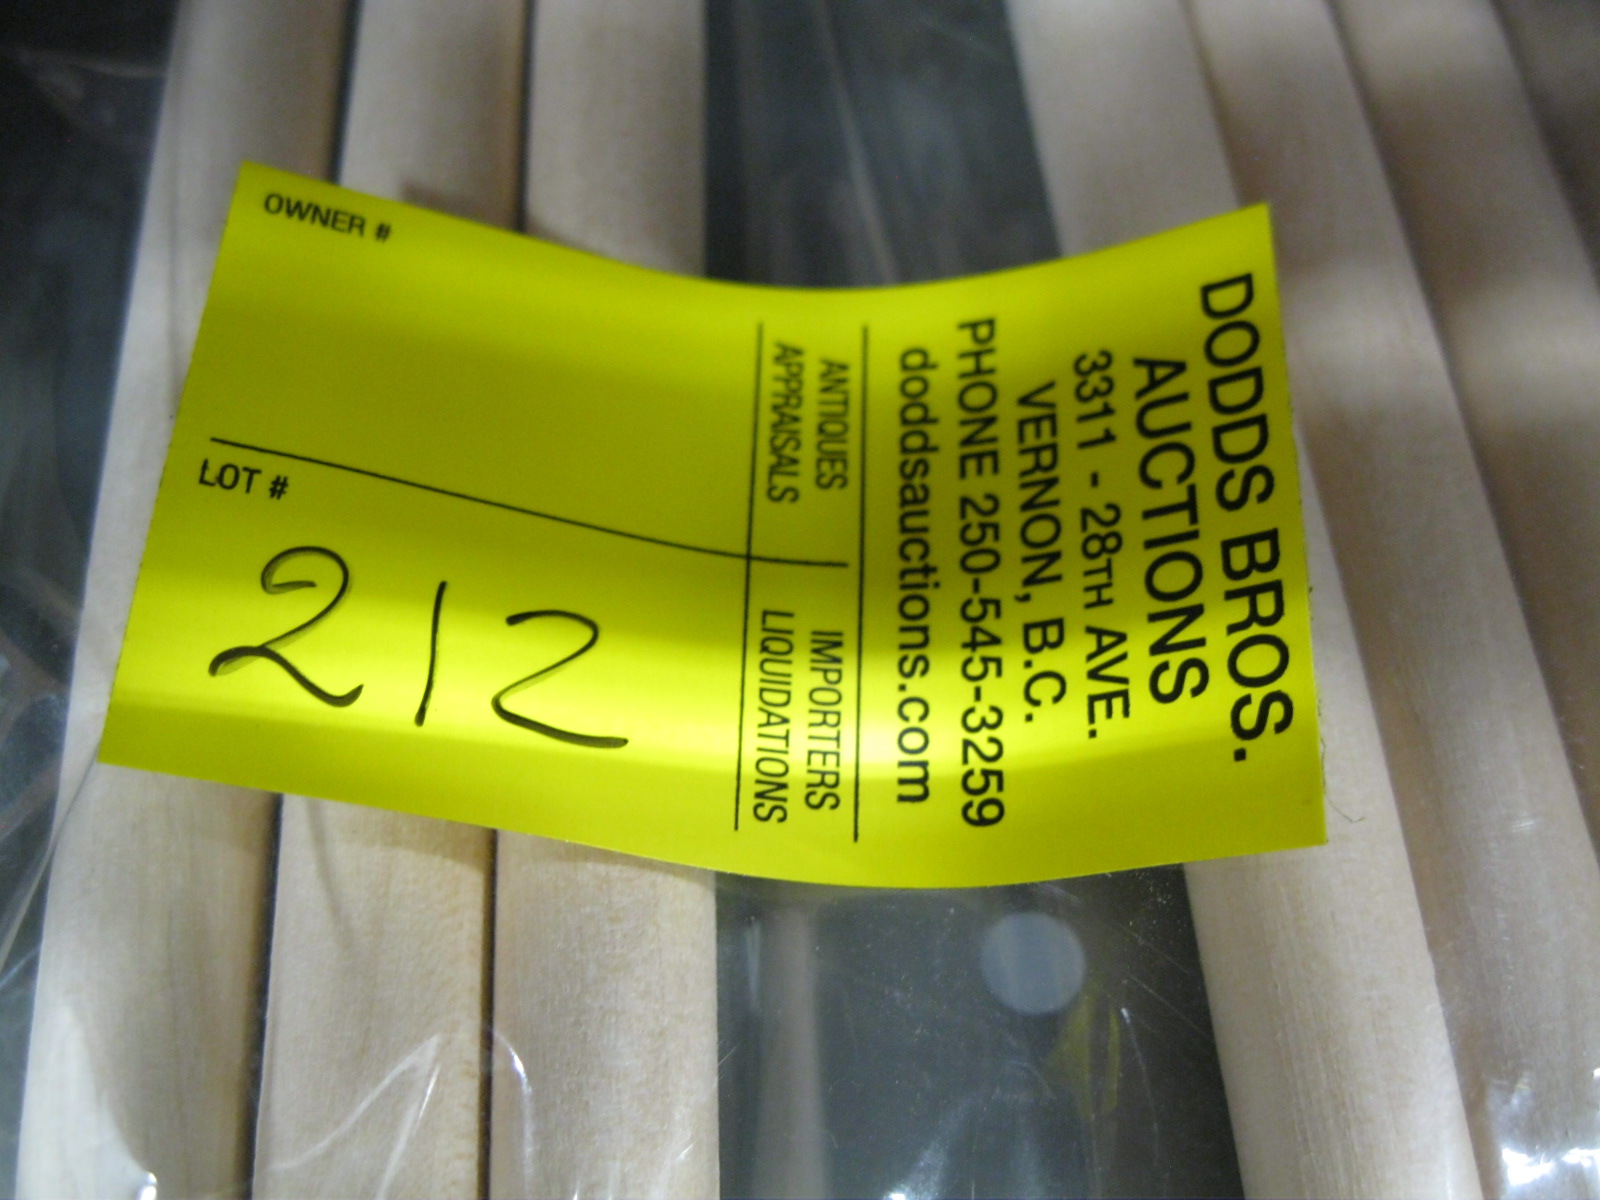 DODDS BROS.
AUCTIONS
3311 - 28TH AVE.
VERNON, B.C.
PHONE 250-545-3259
doddsauctions.com
ANTIQUES
APPRAISALS
IMPORTERS
LIQUIDATIONS
OWNER #
LOT #
212